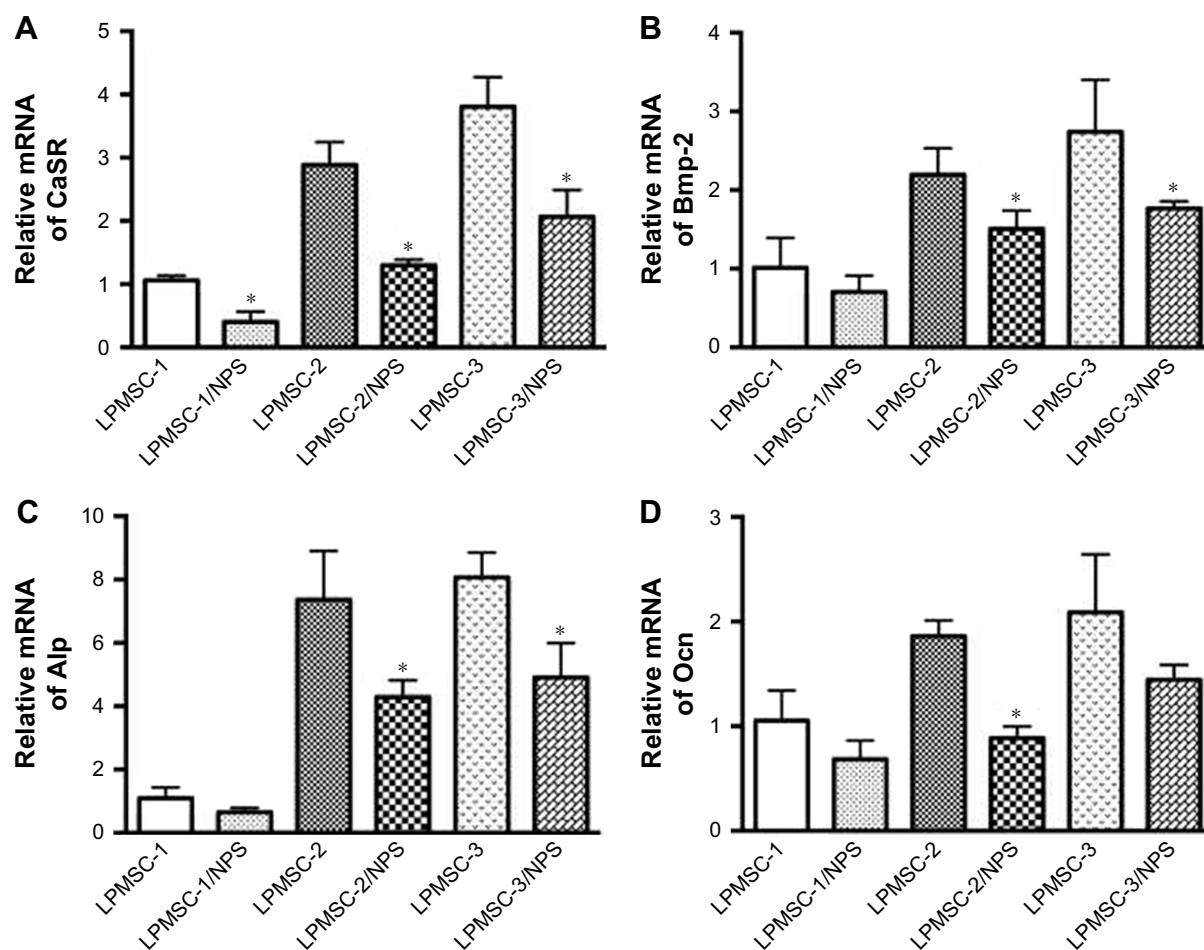 A
Relative mRNA
of CaSR
5
4
3
2
1
0
*
*
*
LPMSC-1
LPMSC-1/NPS
LPMSC-2
LPMSC-2/NPS
LPMSC-3
LPMSC-3/NPS
B
Relative mRNA
of Bmp-2
4
3
2
1
0
*
*
LPMSC-1
LPMSC-1/NPS
LPMSC-2
LPMSC-2/NPS
LPMSC-3
LPMSC-3/NPS
C
Relative mRNA
of Alp
10
8
6
4
2
0
*
*
LPMSC-1
LPMSC-1/NPS
LPMSC-2
LPMSC-2/NPS
LPMSC-3
LPMSC-3/NPS
D
Relative mRNA
of Ocn
3
2
1
0
*
LPMSC-1
LPMSC-1/NPS
LPMSC-2
LPMSC-2/NPS
LPMSC-3
LPMSC-3/NPS